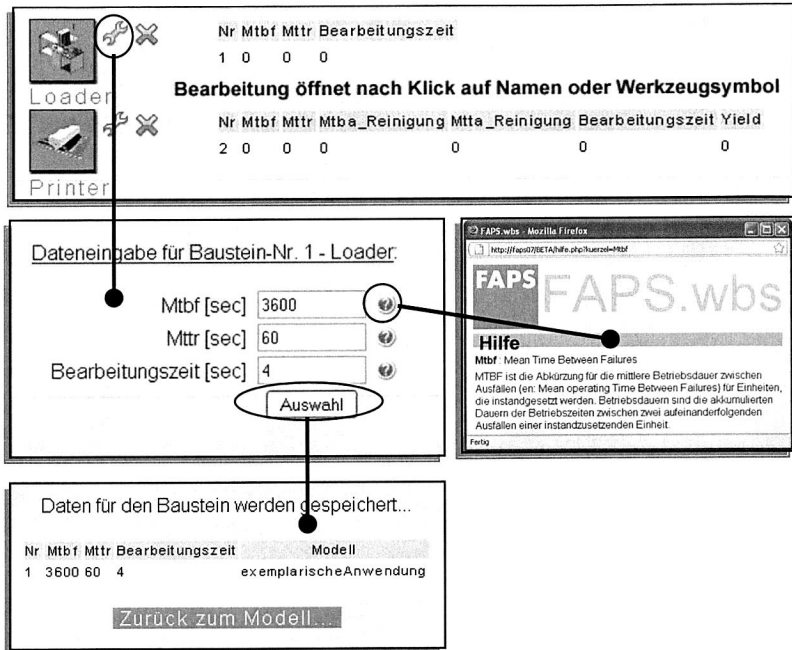 Nr Mtbf Mttr Bearbeitungszeit
1 0 0 0
Loader
Bearbeitung öffnet nach Klick auf Namen oder Werkzeugsymbol
Nr Mtbf Mttr Mtba_Reinigung Mtta_Reinigung Bearbeitungszeit Yield
2 0 0 0 0 0 0
Printer
Dateneingabe für Baustein-Nr. 1 - Loader:
Mtbf [sec] 3600
Mttr [sec] 60
Bearbeitungszeit [sec] 4
Auswahl
FAPS.wbs - Mozilla Firefox
http://faps07/BETA/hilfe.php?kuerzel=Mtbf
FAPS FAPS.wbs
Hilfe
Mtbf : Mean Time Between Failures
MTBF ist die Abkürzung für die mittlere Betriebsdauer zwischen
Ausfällen (en: Mean operating Time Between Failures) für Einheiten,
die instandgesetzt werden. Betriebsdauern sind die akkumulierten
Dauern der Betriebszeiten zwischen zwei aufeinanderfolgenden
Ausfällen einer instandzusetzenden Einheit.
Fertig
Daten für den Baustein werden gespeichert...
Nr Mtbf Mttr Bearbeitungszeit Modell
1 3600 60 4 exemplarischeAnwendung
Zurück zum Modell...